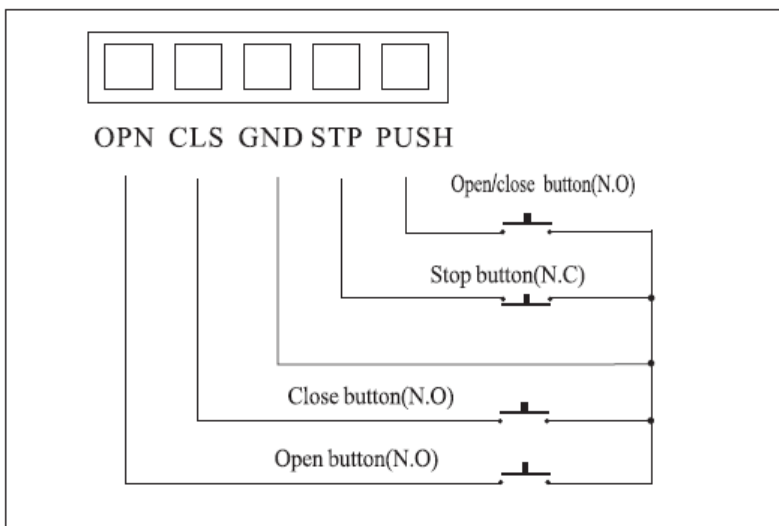 OPN CLS GND STP PUSH
Open/close button(N.O)
Stop button(N.C)
Close button(N.O)
Open button(N.O)